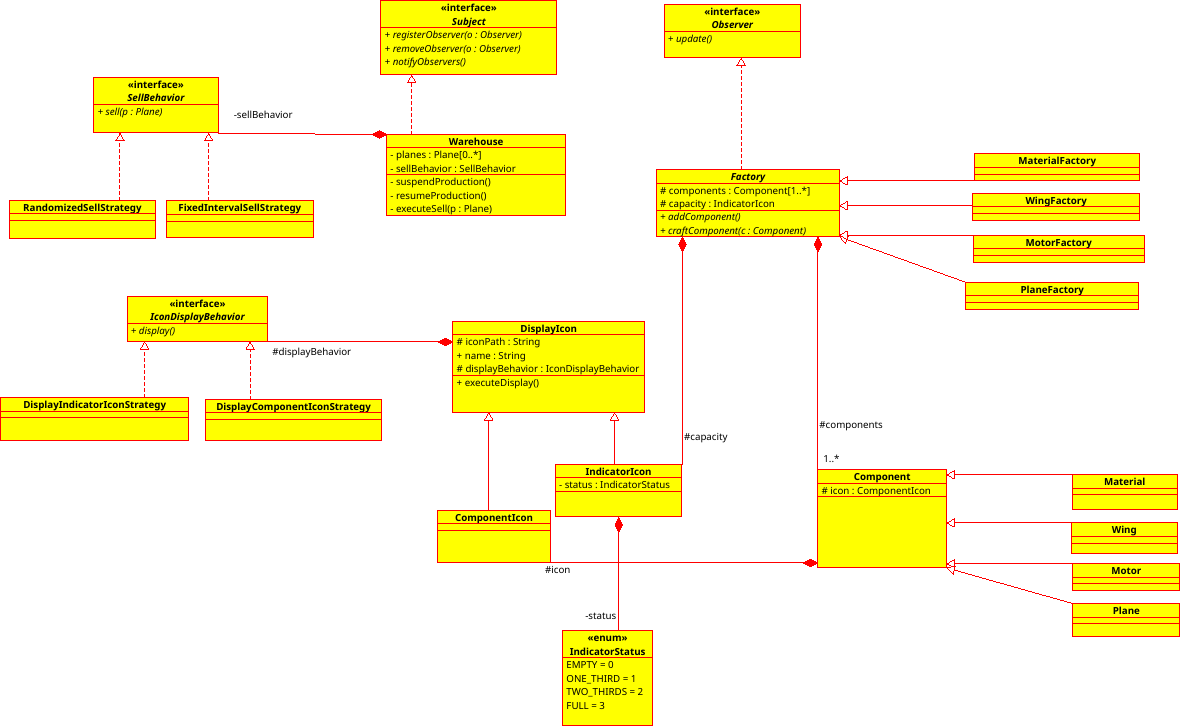 «interface»
Subject
+ registerObserver(o : Observer)
+ removeObserver(o : Observer)
+ notifyObservers()
«interface»
Observer
+ update()
«interface»
SellBehavior
+ sell(p : Plane)
-sellBehavior
Warehouse
- planes : Plane[0..*]
- sellBehavior : SellBehavior
- suspendProduction()
- resumeProduction()
- executeSell(p : Plane)
RandomizedSellStrategy
FixedIntervalSellStrategy
Factory
# components : Component[1..*]
# capacity : IndicatorIcon
+ addComponent()
+ craftComponent(c : Component)
MaterialFactory
WingFactory
MotorFactory
PlaneFactory
«interface»
IconDisplayBehavior
+ display()
#displayBehavior
DisplayIcon
# iconPath : String
+ name : String
# displayBehavior : IconDisplayBehavior
+ executeDisplay()
DisplayIndicatorIconStrategy
DisplayComponentIconStrategy
#capacity
#components
1..*
IndicatorIcon
- status : IndicatorStatus
ComponentIcon
Component
# icon : ComponentIcon
Material
Wing
Motor
Plane
#icon
-status
«enum»
IndicatorStatus
EMPTY = 0
ONE_THIRD = 1
TWO_THIRDS = 2
FULL = 3